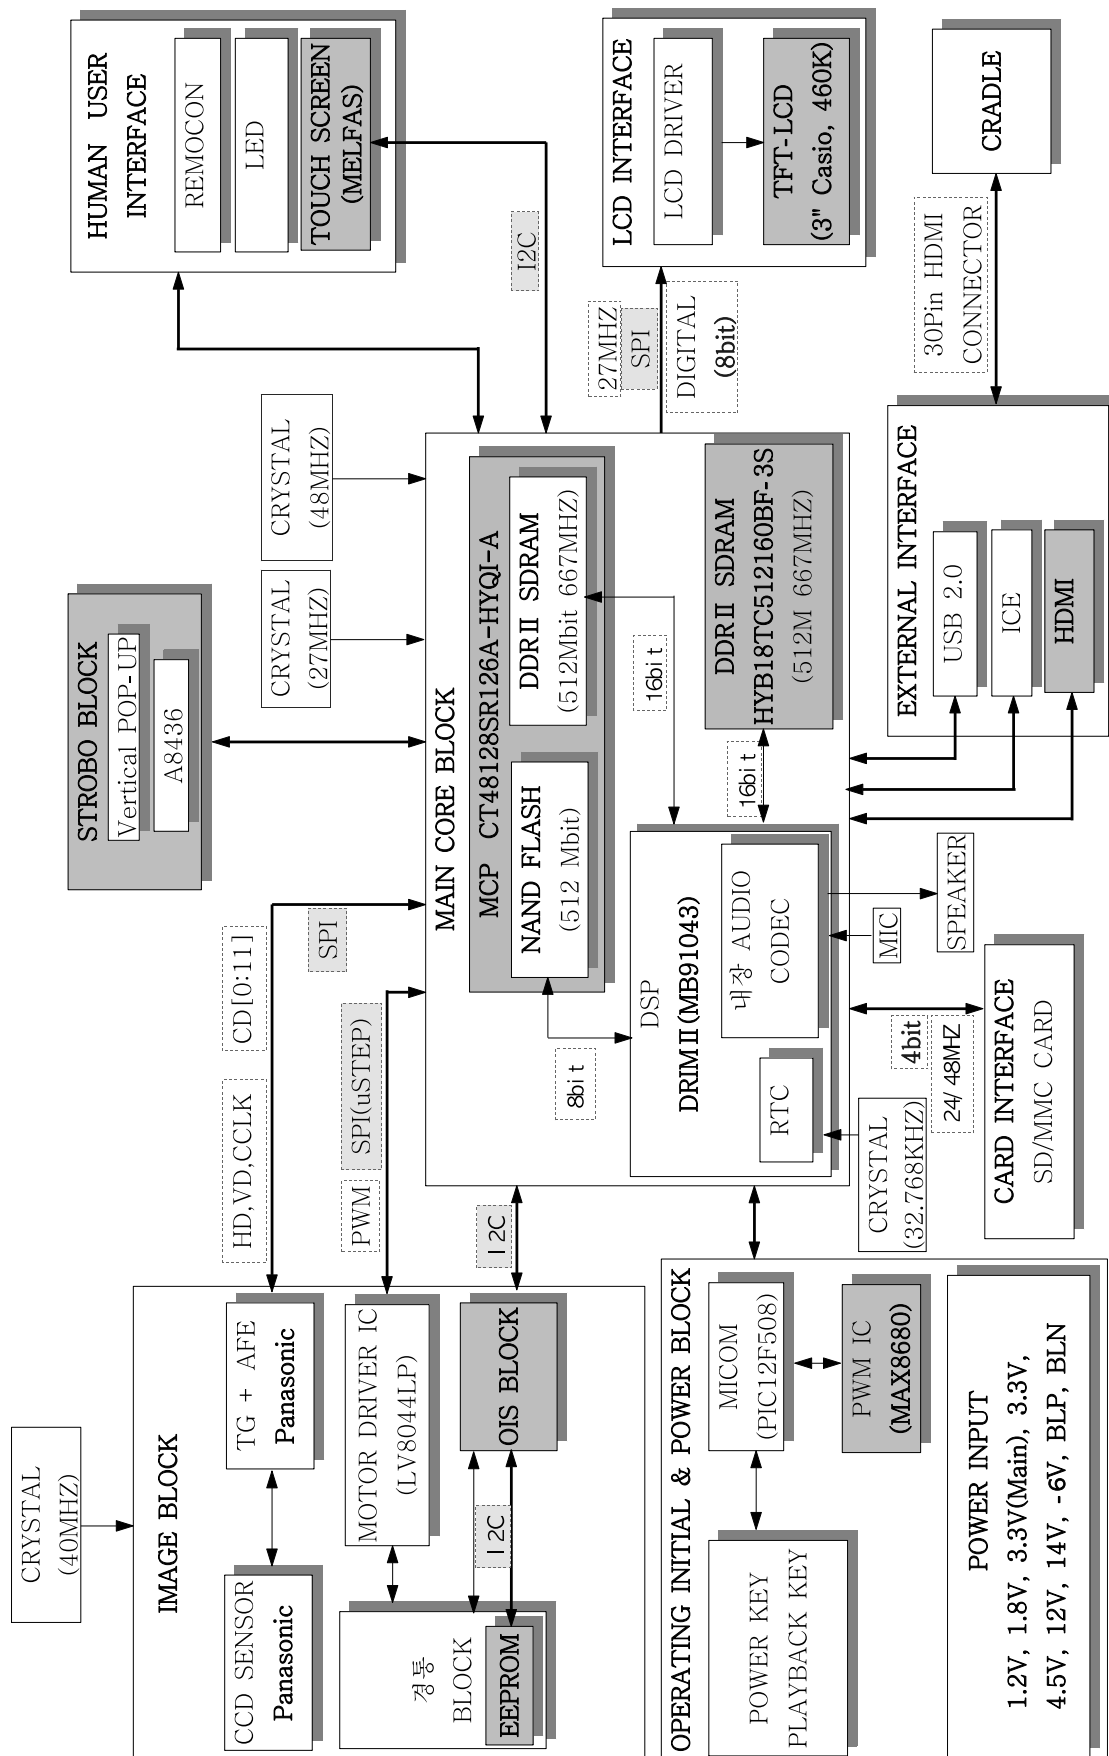 CRYSTAL
(40MHZ)
IMAGE BLOCK
CCD SENSOR
Panasonic
TG + AFE
Panasonic
경통
BLOCK
EEPROM
MOTOR DRIVER IC
(LV8044LP)
I2C
OIS BLOCK
HD,VD,CCLK
CD[0:11]
SPI
PWM
SPI(uSTEP)
I2C
OPERATING INITIAL & POWER BLOCK
POWER KEY
PLAYBACK KEY
MICOM
(PIC12F508)
PWM IC
(MAX8680)
POWER INPUT
1.2V, 1.8V, 3.3V(Main), 3.3V,
4.5V, 12V, 14V, -6V, BLP, BLN
STROBO BLOCK
Vertical POP-UP
A8436
CRYSTAL
(27MHZ)
CRYSTAL
(48MHZ)
MAIN CORE BLOCK
MCP CT48128SR126A-HYQI-A
NAND FLASH
(512 Mbit)
DDRⅡ SDRAM
(512Mbit 667MHZ)
8bit
16bit
DSP
DRIMⅡ(MB91043)
RTC
내장 AUDIO
CODEC
16bit
DDRⅡ SDRAM
HYB18TC512160BF-3S
(512M 667MHZ)
CRYSTAL
(32.768KHZ)
MIC
SPEAKER
4bit
24/48MHZ
CARD INTERFACE
SD/MMC CARD
HUMAN USER
INTERFACE
REMOCON
LED
TOUCH SCREEN
(MELFAS)
I2C
27MHZ
SPI
DIGITAL
(8bit)
LCD INTERFACE
LCD DRIVER
TFT-LCD
(3" Casio, 460K)
EXTERNAL INTERFACE
USB 2.0
ICE
HDMI
30Pin HDMI
CONNECTOR
CRADLE